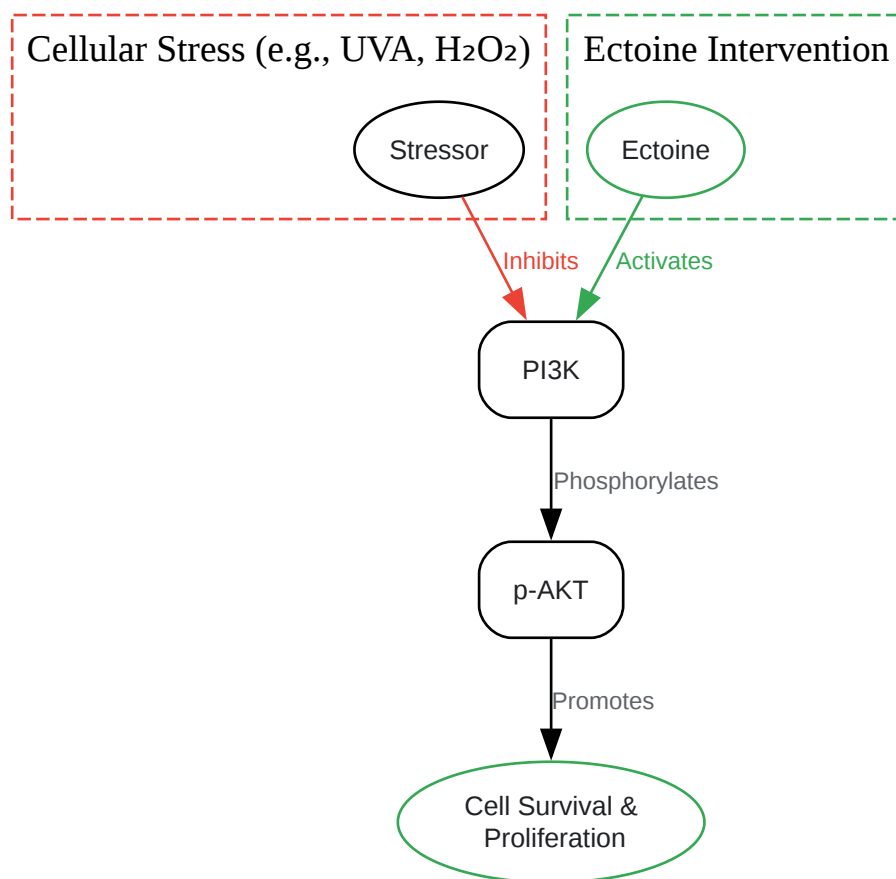 Cellular Stress (e.g., UVA, H₂O₂)
Ectoine Intervention
Stressor
Ectoine
Inhibits
Activates
PI3K
Phosphorylates
p-AKT
Promotes
Cell Survival &
Proliferation